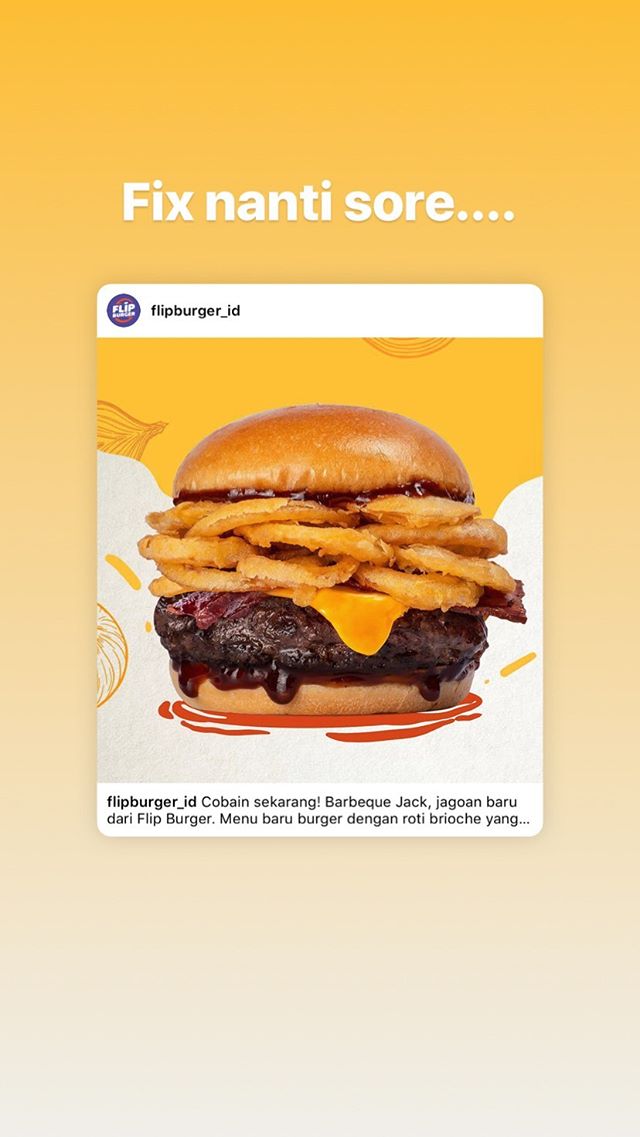 Fix nanti sore....
FLIP
BURGER
flipburger_id
flipburger_id Cobain sekarang! Barbeque Jack, jagoan baru
dari Flip Burger. Menu baru burger dengan roti brioche yang...